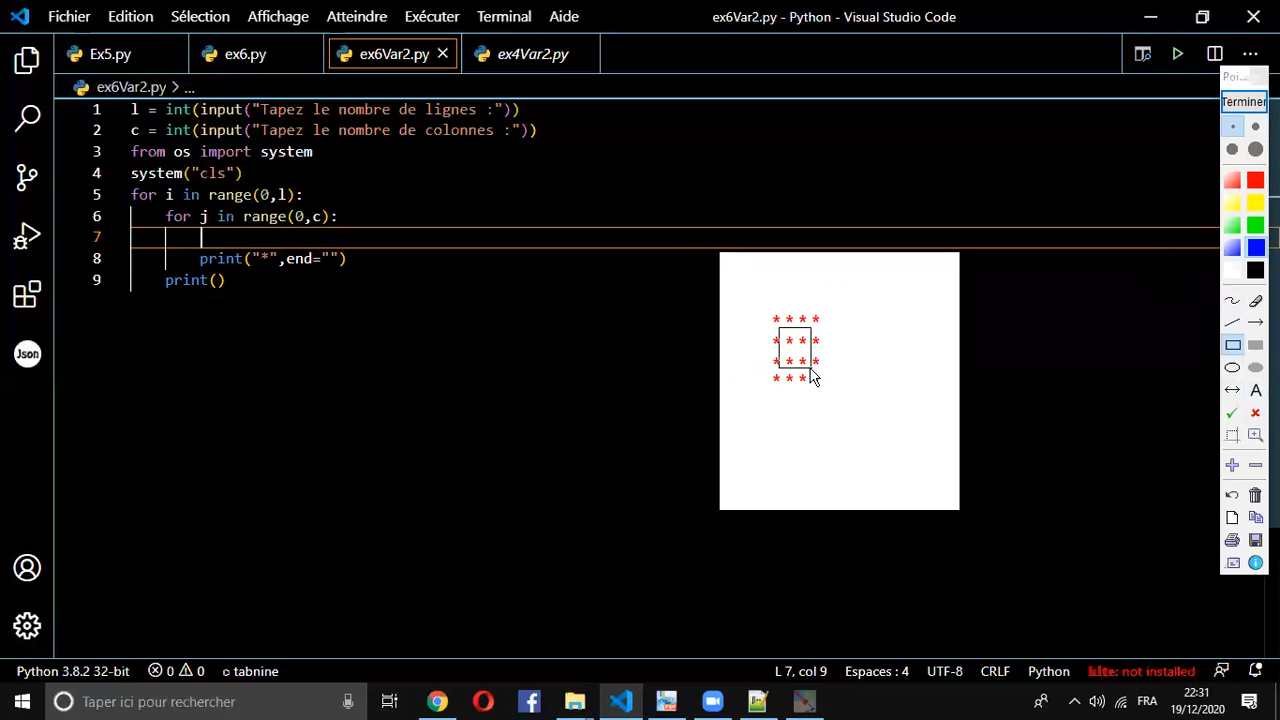 Fichier Edition Sélection Affichage Atteindre Exécuter Terminal Aide ex6Var2.py - Python - Visual Studio Code
Ex5.py ex6.py ex6Var2.py ex4Var2.py
ex6Var2.py > ...
Poi...
Terminer
1 l = int(input("Tapez le nombre de lignes :"))
2 c = int(input("Tapez le nombre de colonnes :"))
3 from os import system
4 system("cls")
5 for i in range(0,l):
6 for j in range(0,c):
7
8 print("*",end="")
9 print()
* * * *
* * * *
* * * *
* * *
A
Json
Python 3.8.2 32-bit 0 0 tabnine L 7, col 9 Espaces : 4 UTF-8 CRLF Python not installed
Taper ici pour rechercher FRA 22:31
19/12/2020